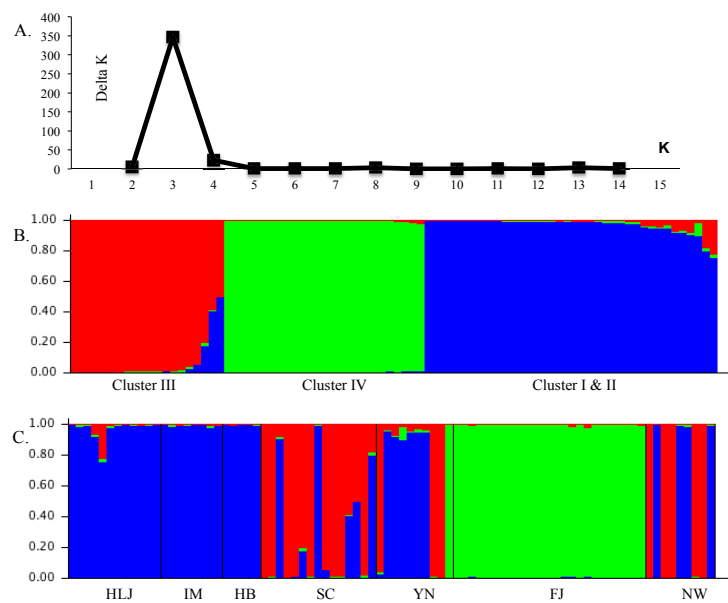 A.
Delta K
400
350
300
250
200
150
100
50
0
K
1 2 3 4 5 6 7 8 9 10 11 12 13 14 15
B.
1.00
0.80
0.60
0.40
0.20
0.00
Cluster III Cluster IV Cluster I & II
C.
1.00
0.80
0.60
0.40
0.20
0.00
HLJ IM HB SC YN FJ NW